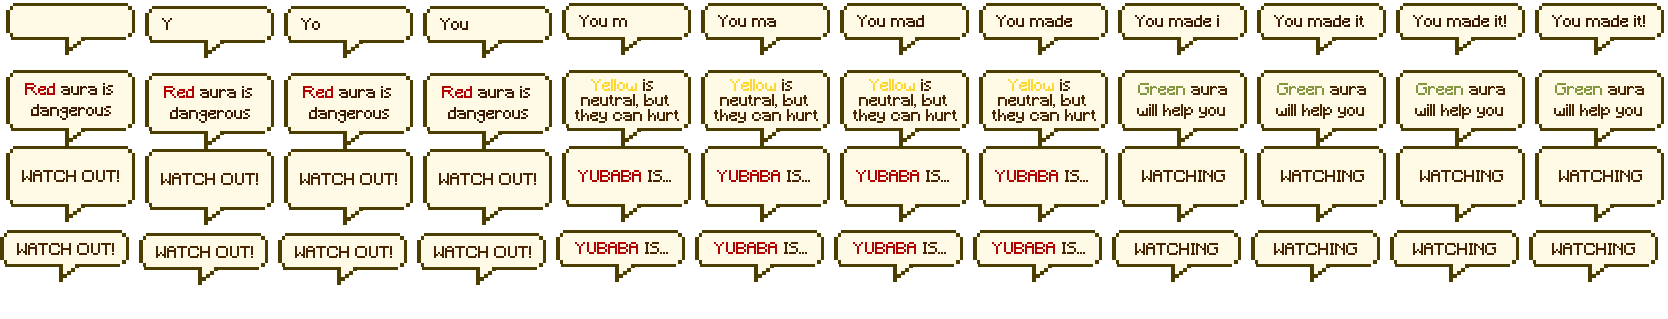 Y Yo You You m You ma You mad You made You made i You made it You made it! You made it!
Red aura is Red aura is Red aura is Red aura is Yellow is Yellow is Yellow is Yellow is Green aura Green aura Green aura Green aura
dangerous dangerous dangerous dangerous neutral, but neutral, but neutral, but neutral, but will help you will help you will help you will help you
they can hurt they can hurt they can hurt they can hurt
WATCH OUT! WATCH OUT! WATCH OUT! WATCH OUT! YUBABA IS... YUBABA IS... YUBABA IS... YUBABA IS... WATCHING WATCHING WATCHING WATCHING
WATCH OUT! WATCH OUT! WATCH OUT! WATCH OUT! YUBABA IS... YUBABA IS... YUBABA IS... YUBABA IS... WATCHING WATCHING WATCHING WATCHING